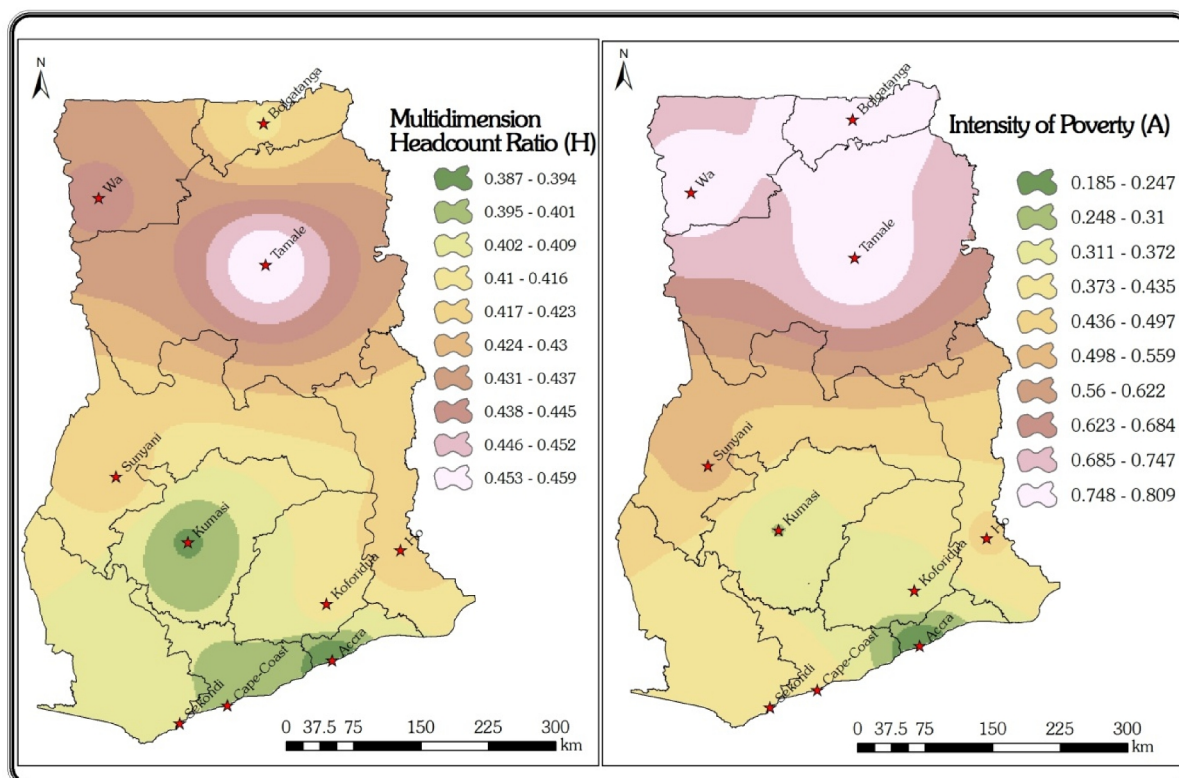 N
Multidimension
Headcount Ratio (H)
0.387 - 0.394
0.395 - 0.401
0.402 - 0.409
0.41 - 0.416
0.417 - 0.423
0.424 - 0.43
0.431 - 0.437
0.438 - 0.445
0.446 - 0.452
0.453 - 0.459
Bolgatanga
Wa
Tamale
Sunyani
Kumasi
Ho
Koforidua
Accra
Cape-Coast
Sekondi
0 37.5 75 150 225 300
km
N
Intensity of Poverty (A)
0.185 - 0.247
0.248 - 0.31
0.311 - 0.372
0.373 - 0.435
0.436 - 0.497
0.498 - 0.559
0.56 - 0.622
0.623 - 0.684
0.685 - 0.747
0.748 - 0.809
Bolgatanga
Wa
Tamale
Sunyani
Kumasi
Ho
Koforidua
Accra
Cape-Coast
Sekondi
0 37.5 75 150 225 300
km